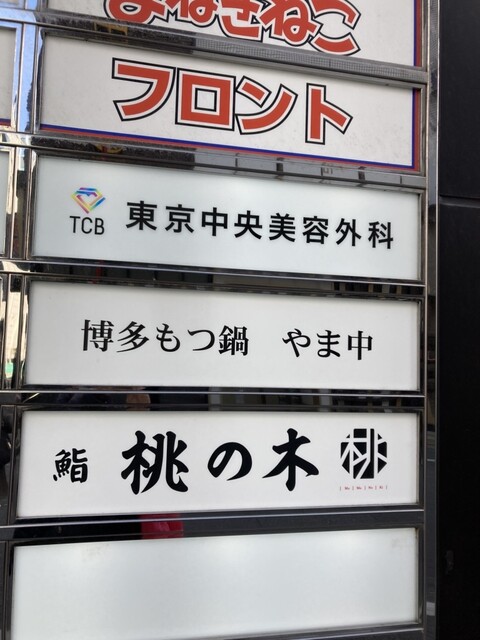 まねきねこ
フロント
TCB 東京中央美容外科
博多もつ鍋 やま中
鮨 桃の木 桃